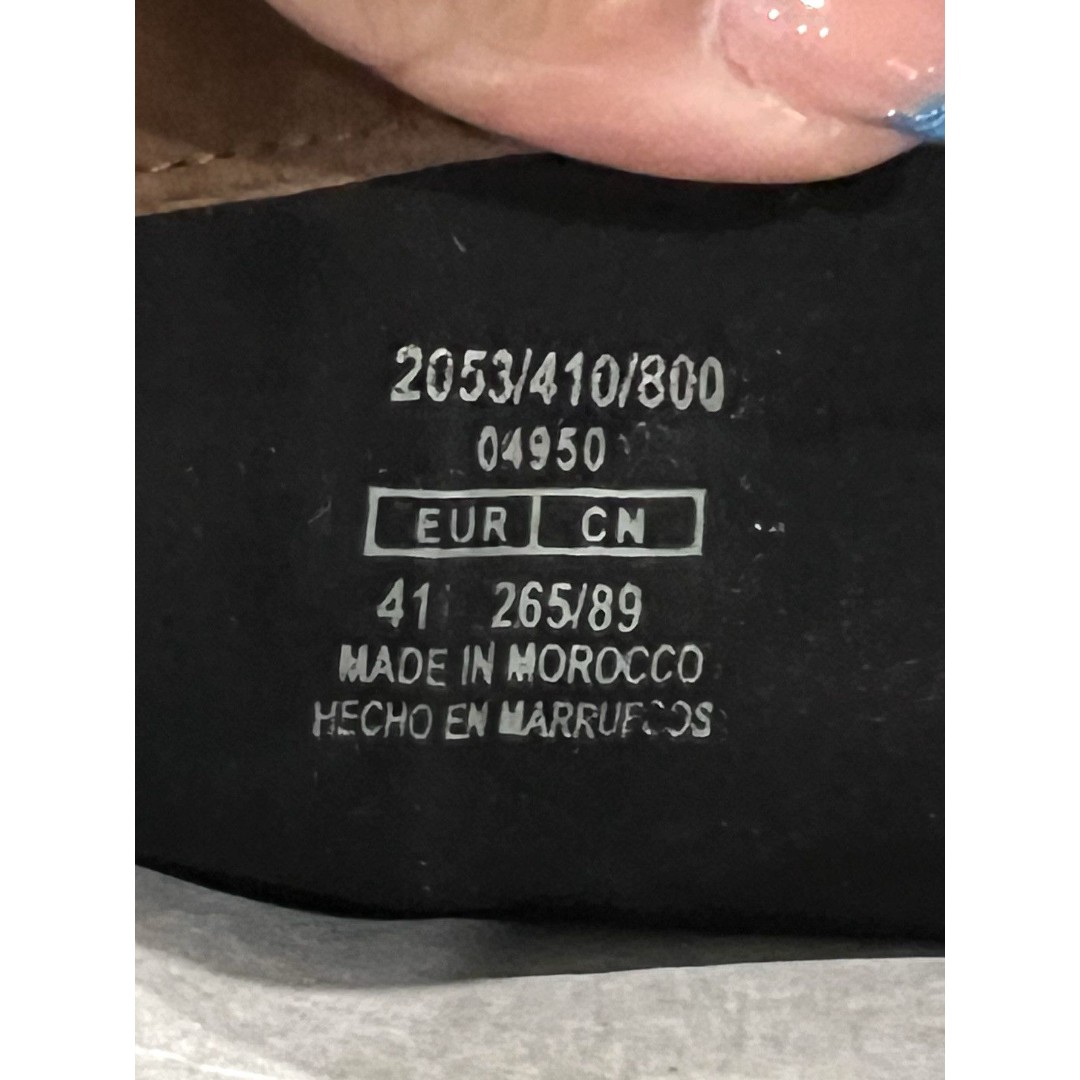 2053/410/800
04950
EUR CN
41 265/89
MADE IN MOROCCO
HECHO EN MARRUECOS